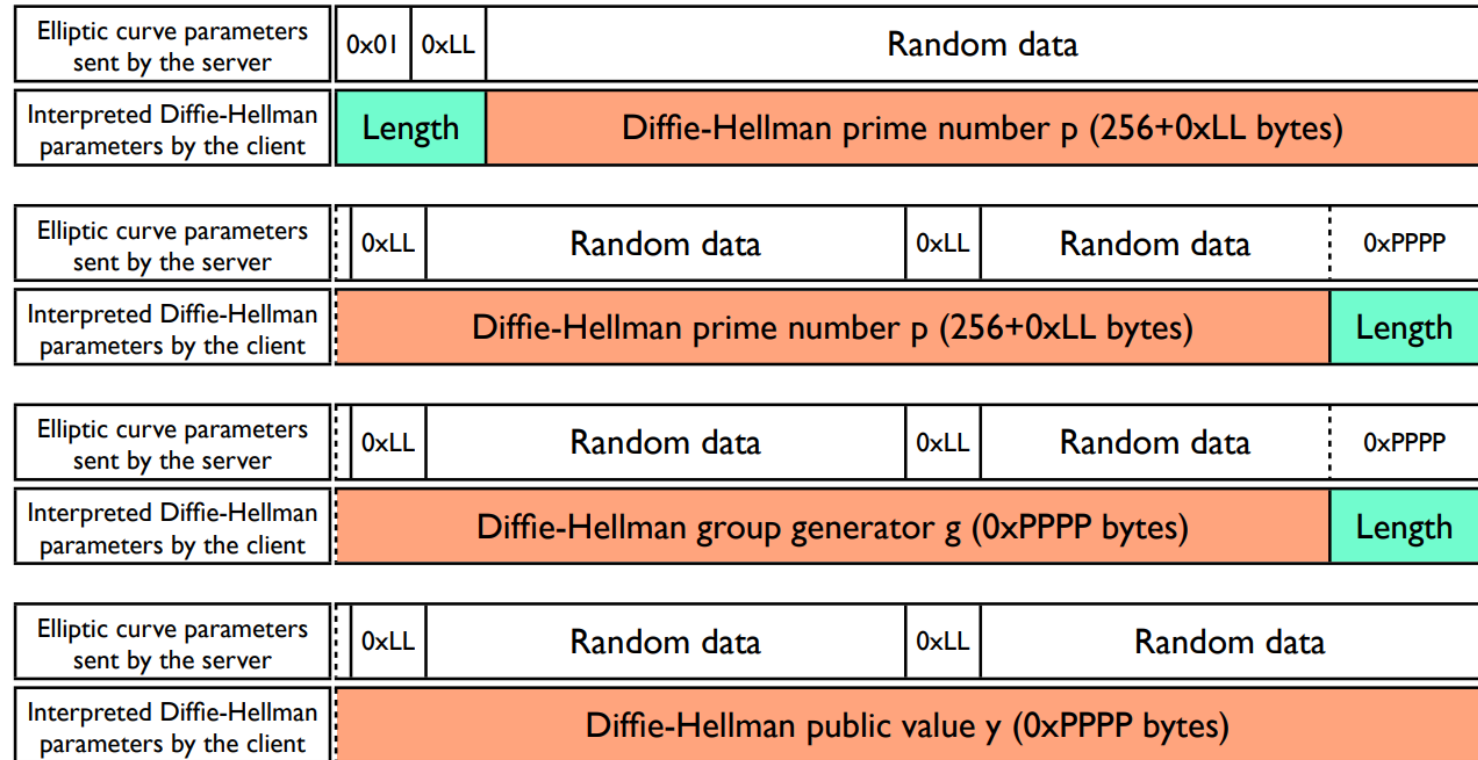 Elliptic curve parameters
sent by the server
0x01
0xLL
Random data
Interpreted Diffie-Hellman
parameters by the client
Length
Diffie-Hellman prime number p (256+0xLL bytes)
Elliptic curve parameters
sent by the server
0xLL
Random data
0xLL
Random data
0xPPPP
Interpreted Diffie-Hellman
parameters by the client
Diffie-Hellman prime number p (256+0xLL bytes)
Length
Elliptic curve parameters
sent by the server
0xLL
Random data
0xLL
Random data
0xPPPP
Interpreted Diffie-Hellman
parameters by the client
Diffie-Hellman group generator g (0xPPPP bytes)
Length
Elliptic curve parameters
sent by the server
0xLL
Random data
0xLL
Random data
Interpreted Diffie-Hellman
parameters by the client
Diffie-Hellman public value y (0xPPPP bytes)